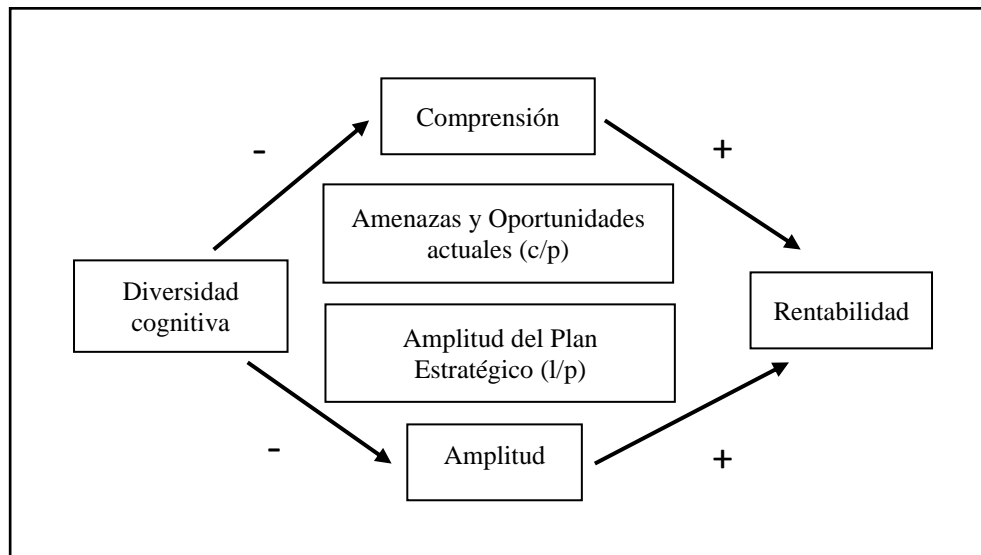 Comprensión
-
+
Amenazas y Oportunidades
actuales (c/p)
Diversidad
cognitiva
Rentabilidad
Amplitud del Plan
Estratégico (l/p)
-
Amplitud
+